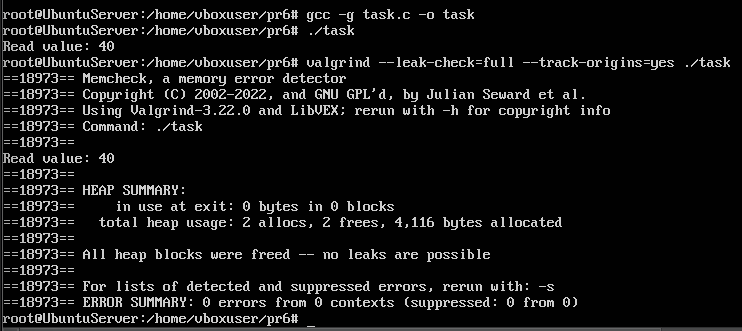 root@UbuntuServer:/home/vboxuser/pr6# gcc -g task.c -o task
root@UbuntuServer:/home/vboxuser/pr6# ./task
Read value: 40
root@UbuntuServer:/home/vboxuser/pr6# valgrind --leak-check=full --track-origins=yes ./task
==18973== Memcheck, a memory error detector
==18973== Copyright (C) 2002-2022, and GNU GPL'd, by Julian Seward et al.
==18973== Using Valgrind-3.22.0 and LibVEX; rerun with -h for copyright info
==18973== Command: ./task
==18973==
Read value: 40
==18973==
==18973== HEAP SUMMARY:
==18973==     in use at exit: 0 bytes in 0 blocks
==18973==   total heap usage: 2 allocs, 2 frees, 4,116 bytes allocated
==18973==
==18973== All heap blocks were freed -- no leaks are possible
==18973==
==18973== For lists of detected and suppressed errors, rerun with: -s
==18973== ERROR SUMMARY: 0 errors from 0 contexts (suppressed: 0 from 0)
root@UbuntuServer:/home/vboxuser/pr6# _